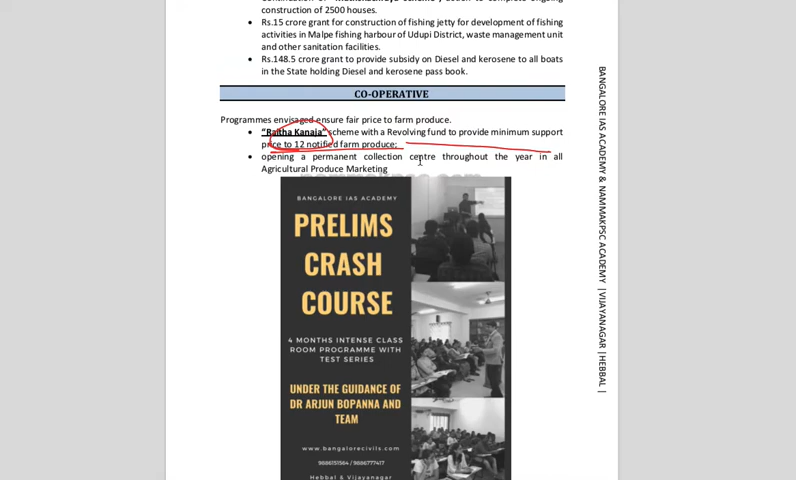 construction of 2500 houses.
• Rs.15 crore grant for construction of fishing jetty for development of fishing
activities in Malpe fishing harbour of Udupi District, waste management unit
and other sanitation facilities.
• Rs.148.5 crore grant to provide subsidy on Diesel and kerosene to all boats
in the State holding Diesel and kerosene pass book.
CO-OPERATIVE
Programmes envisaged ensure fair price to farm produce.
• "Raitha Kanaja" scheme with a Revolving fund to provide minimum support
price to 12 notified farm produce;
• opening a permanent collection centre throughout the year in all
Agricultural Produce Marketing
BANGALORE IAS ACADEMY
PRELIMS
CRASH
COURSE
4 MONTHS INTENSE CLASS
ROOM PROGRAMME WITH
TEST SERIES
UNDER THE GUIDANCE OF
DR ARJUN BOPANNA AND
TEAM
www.bangalorecivils.com
9886151564 / 9886777417
Hebbal & Vijayanagar
BANGALORE IAS ACADEMY & NAMMAKPSC ACADEMY |VIJAYANAGAR |HEBBAL |